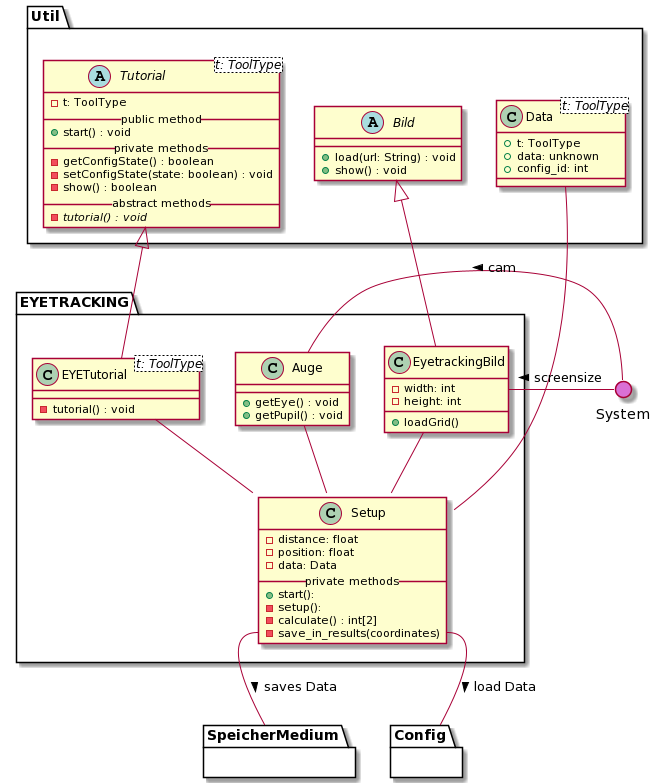 Util
A Tutorial
t: ToolType
t: ToolType
public method
start() : void
private methods
getConfigState() : boolean
setConfigState(state: boolean) : void
show() : boolean
abstract methods
tutorial() : void
A Bild
load(url: String) : void
show() : void
C Data
t: ToolType
t: ToolType
data: unknown
config_id: int
cam
EYETRACKING
C EYETutorial
t: ToolType
tutorial() : void
C Auge
getEye() : void
getPupil() : void
C EyetrackingBild
width: int
height: int
loadGrid()
screensize
System
C Setup
distance: float
position: float
data: Data
private methods
start():
setup():
calculate() : int[2]
save_in_results(coordinates)
saves Data
load Data
SpeicherMedium
Config